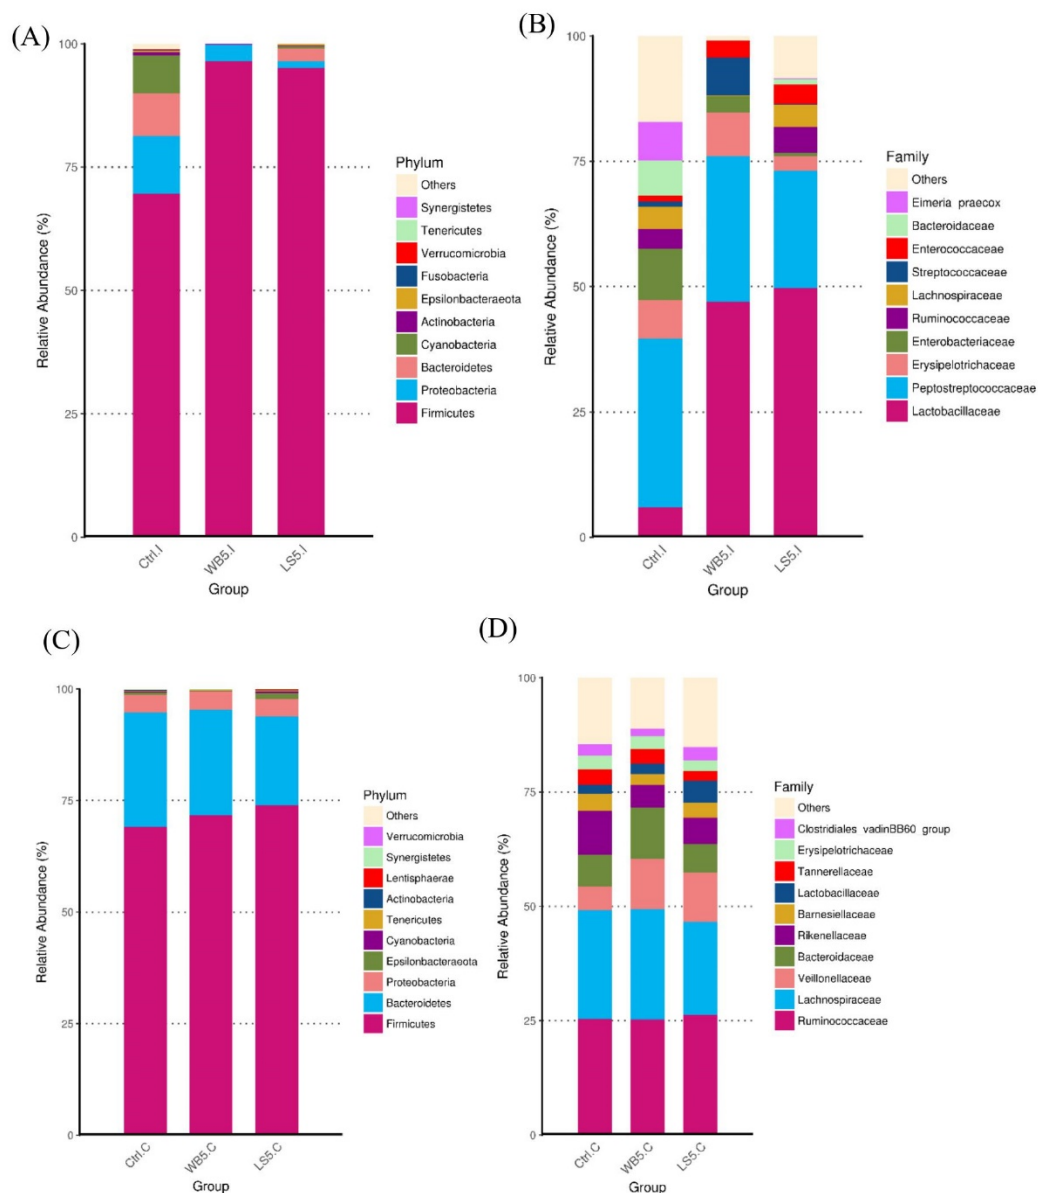 (A)
100
75
50
25
0
Relative Abundance (%)
Ctrl.I
WB5.I
LS5.I
Group
Phylum
Others
Synergistetes
Tenericutes
Verrucomicrobia
Fusobacteria
Epsilonbacteraeota
Actinobacteria
Cyanobacteria
Bacteroidetes
Proteobacteria
Firmicutes
(B)
100
75
50
25
0
Relative Abundance (%)
Ctrl.I
WB5.I
LS5.I
Group
Family
Others
Eimeria praecox
Bacteroidaceae
Enterococcaceae
Streptococcaceae
Lachnospiraceae
Ruminococcaceae
Enterobacteriaceae
Erysipelotrichaceae
Peptostreptococcaceae
Lactobacillaceae
(C)
100
75
50
25
0
Relative Abundance (%)
Ctrl.C
WB5.C
LS5.C
Group
Phylum
Others
Verrucomicrobia
Synergistetes
Lentisphaerae
Actinobacteria
Tenericutes
Cyanobacteria
Epsilonbacteraeota
Proteobacteria
Bacteroidetes
Firmicutes
(D)
100
75
50
25
0
Relative Abundance (%)
Ctrl.C
WB5.C
LS5.C
Group
Family
Others
Clostridiales vadinBB60 group
Erysipelotrichaceae
Tannerellaceae
Lactobacillaceae
Barnesiellaceae
Rikenellaceae
Bacteroidaceae
Veillonellaceae
Lachnospiraceae
Ruminococcaceae